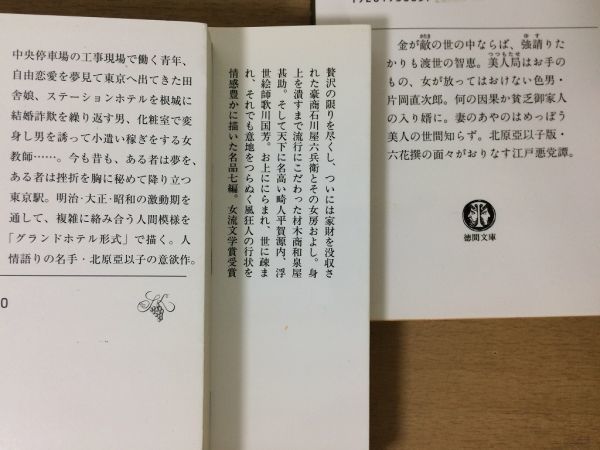 中央停車場の工事現場で働く青年、
自由恋愛を夢見て東京へ出てきた田
舎娘、ステーションホテルを根城に
結婚詐欺を繰り返す男、化粧室で変
身し男を誘って小遣い稼ぎをする女
教師……。今も昔も、ある者は夢を、
ある者は挫折を胸に秘めて降り立つ
東京駅。明治・大正・昭和の激動期を
通して、複雑に絡み合う人間模様を
「グランドホテル形式」で描く。人
情語りの名手・北原亞以子の意欲作。
0
贅沢の限りを尽くし、ついには家財を没収さ
れた豪商石川屋六兵衛とその女房およし。身
上を潰すまで流行にこだわった材木商和泉屋
甚助。そして天下に名高い畸人平賀源内、浮
世絵師歌川国芳。お上ににらまれ、世に疎ま
れ、それでも意地をつらぬく風狂人の行状を
情感豊かに描いた名品七編。女流文学賞受賞
金が敵の世の中ならば、強請りた
かたき
ゆす
かりも渡世の智恵。美人局はお手の
つつもたせ
もの、女が放ってはおけない色男・
片岡直次郎。何の因果か貧乏御家人
の入り婿に。妻のあやのはめっぽう
美人の世間知らず。北原亞以子版・
六花撰の面々がおりなす江戸悪党譚。
徳間文庫